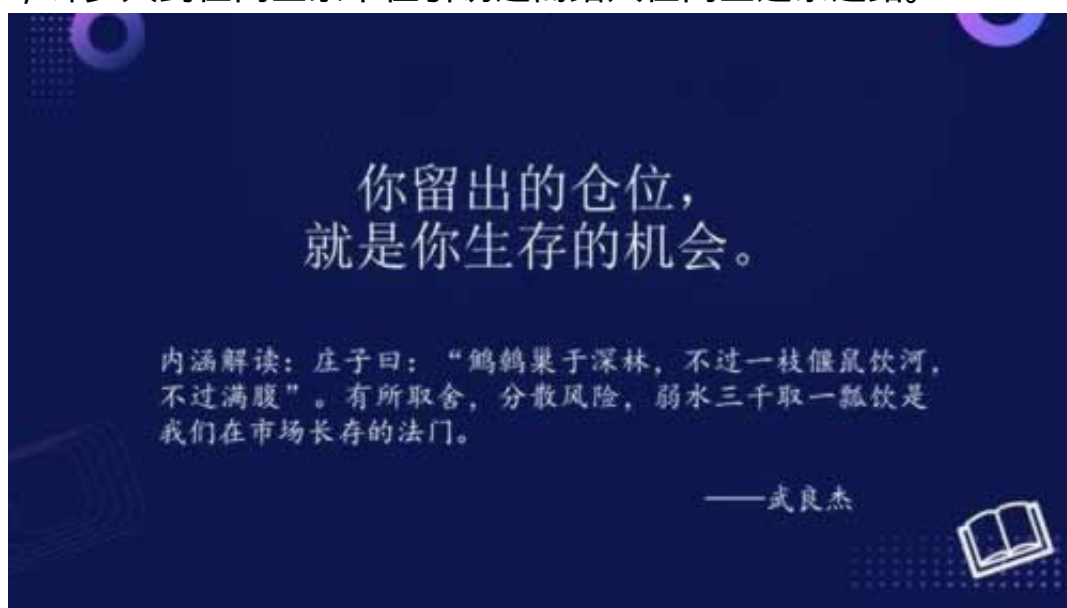 你留出的仓位，
就是你生存的机会。
内涵解读：庄子曰：“鹪鹩巢于深林，不过一枝偃鼠饮河，
不过满腹”。有所取舍，分散风险，弱水三千取一瓢饮是
我们在市场长存的法门。
——武良杰